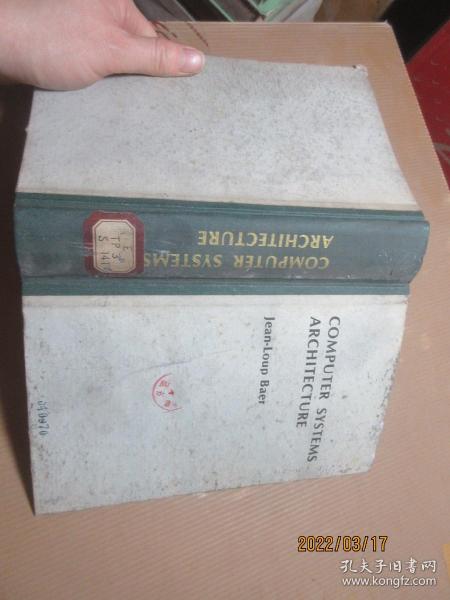 COMPUTER SYSTEMS
ARCHITECTURE
Jean-Loup Baer
COMPUTER SYSTEMS
ARCHITECTURE
TP3
2022/03/17
孔夫子旧书网
www.kongfz.com